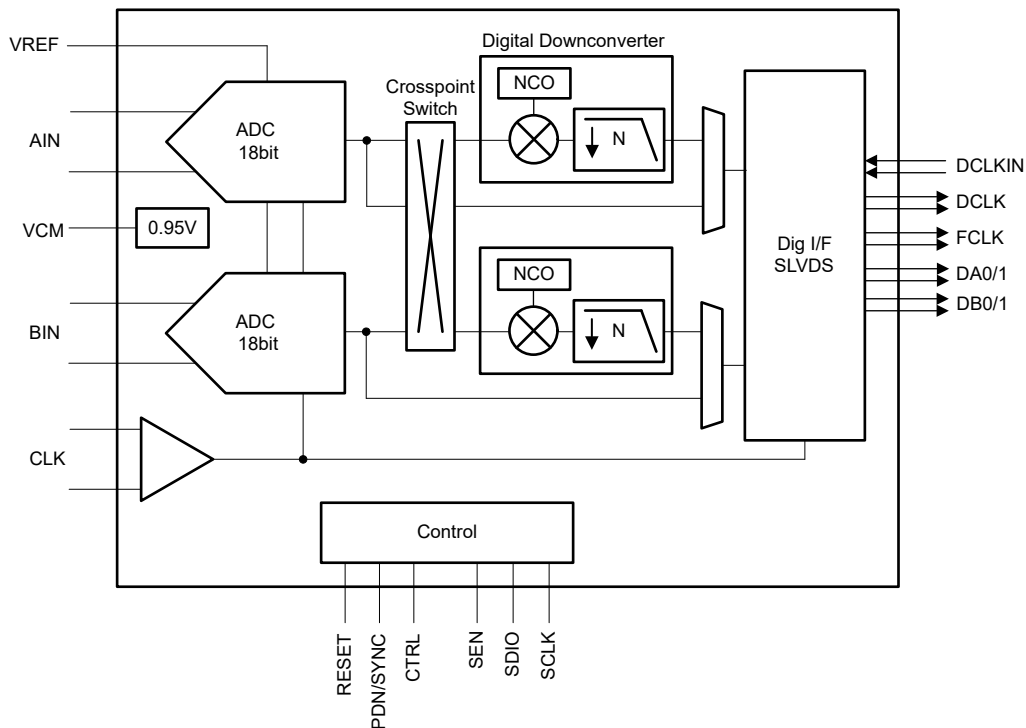 VREF
AIN
VCM
BIN
CLK
ADC
18bit
0.95V
ADC
18bit
Crosspoint
Switch
Digital Downconverter
NCO
N
NCO
N
Dig I/F
SLVDS
DCLKIN
DCLK
FCLK
DA0/1
DB0/1
Control
RESET
PDN/SYNC
CTRL
SEN
SDIO
SCLK